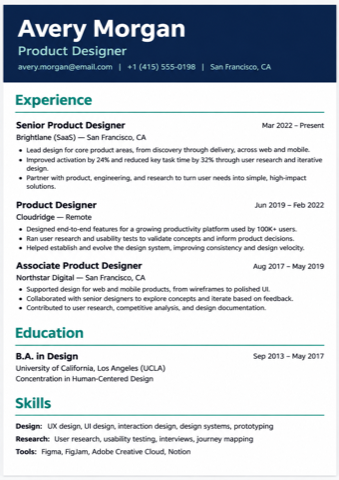 Avery Morgan
Product Designer
avery.morgan@email.com | +1 (415) 555-0198 | San Francisco, CA
Experience
Senior Product Designer Mar 2022 – Present
Brightlane (SaaS) — San Francisco, CA
• Lead design for core product areas, from discovery through delivery, across web and mobile.
• Improved activation by 24% and reduced key task time by 32% through user research and iterative
design.
• Partner with product, engineering, and research to turn user needs into simple, high-impact
solutions.
Product Designer Jun 2019 – Feb 2022
Cloudridge — Remote
• Designed end-to-end features for a growing productivity platform used by 100K+ users.
• Ran user research and usability tests to validate concepts and inform product decisions.
• Helped establish and evolve the design system, improving consistency and design velocity.
Associate Product Designer Aug 2017 – May 2019
Northstar Digital — San Francisco, CA
• Supported design for web and mobile products, from wireframes to polished UI.
• Collaborated with senior designers to explore concepts and iterate based on feedback.
• Contributed to user research, competitive analysis, and design documentation.
Education
B.A. in Design Sep 2013 – May 2017
University of California, Los Angeles (UCLA)
Concentration in Human-Centered Design
Skills
Design: UX design, UI design, interaction design, design systems, prototyping
Research: User research, usability testing, interviews, journey mapping
Tools: Figma, FigJam, Adobe Creative Cloud, Notion